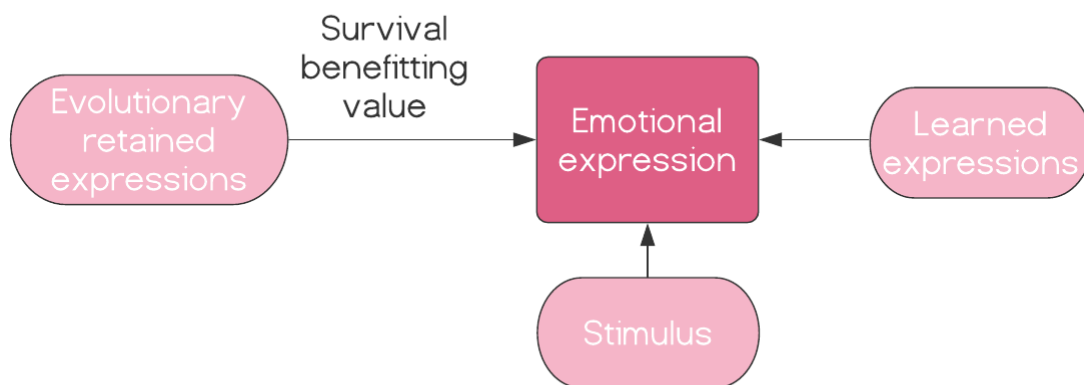 Survival
benefitting
value
Evolutionary
retained
expressions
Emotional
expression
Learned
expressions
Stimulus